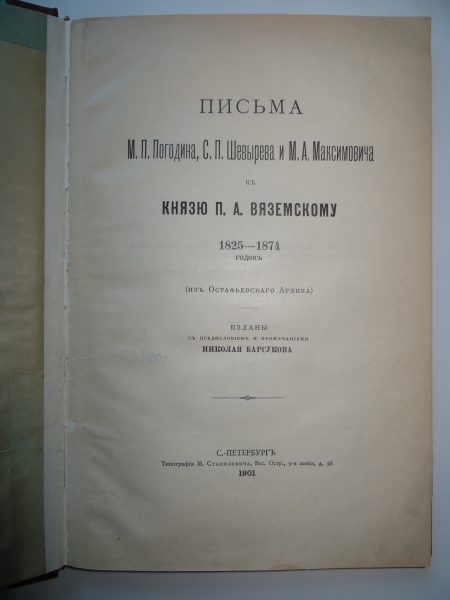 ПИСЬМА
М. П. Погодина, С. П. Шевырева и М. А. Максимовича
КЪ
КНЯЗЮ П. А. ВЯЗЕМСКОМУ
1825—1874
ГОДОВЪ
(ИЗЪ ОСТАФЬЕВСКАГО АРХИВА)
ИЗДАНЫ
СЪ ПРЕДИСЛОВІЕМЪ И ПРИМѢЧАНІЯМИ
НИКОЛАЯ БАРСУКОВА
С.-ПЕТЕРБУРГЪ
Типографія М. Стасюлевича, Вас. Остр., 5-я линія, д. 28
1901